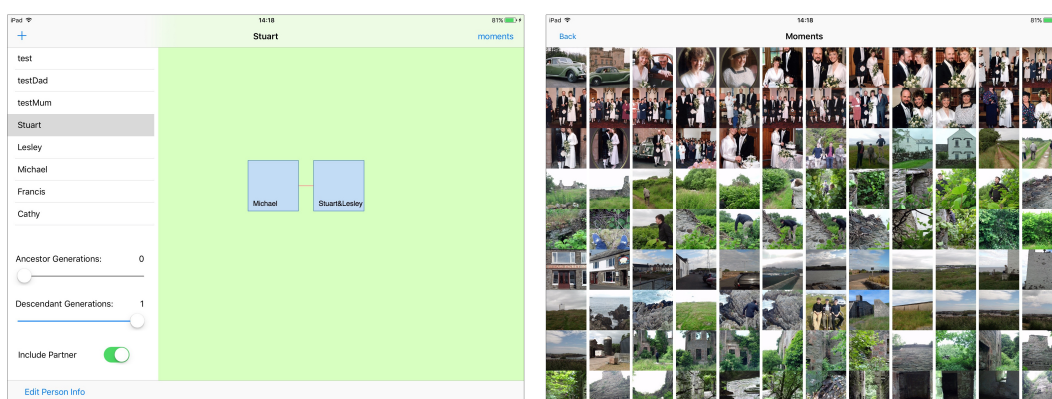 iPad 14:18 81%
+ Stuart moments
test
testDad
testMum
Stuart
Lesley
Michael
Francis
Cathy
Michael Stuart&Lesley
Ancestor Generations: 0
Descendant Generations: 1
Include Partner
Edit Person Info
iPad 14:18 81%
Back Moments